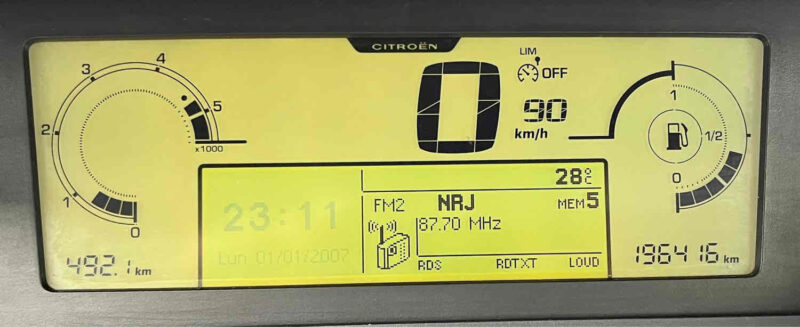 CITROËN
4
3
5
2
x1000
1
0
492.1 km
0
LIM
OFF
90
km/h
1
1/2
0
28°C
23:11
Lun 01/01/2007
FM2 NRJ MEM5
87.70 MHz
RDS RDTXT LOUD
196416 km